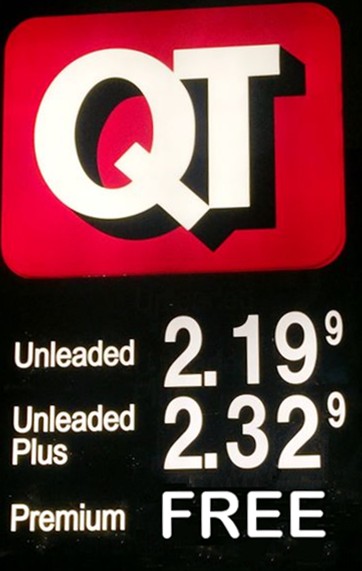 QT
Unleaded 2.19 9
Unleaded Plus 2.32 9
Premium FREE